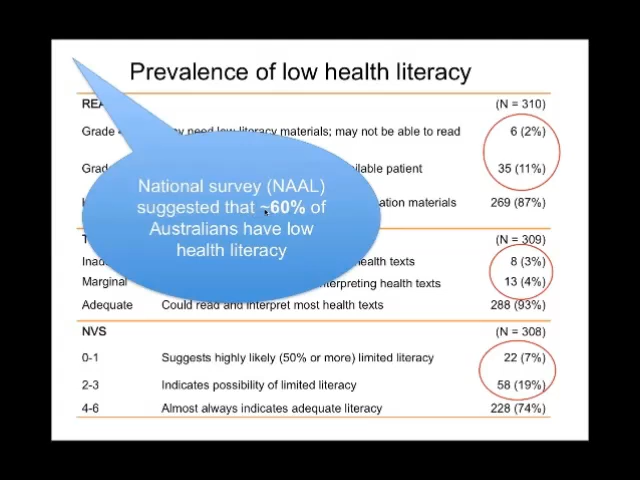 Prevalence of low health literacy
(N = 310)
need low literacy materials; may not be able to read
6 (2%)
patient
35 (11%)
materials
269 (87%)
National survey (NAAL)
suggested that ~60% of
Australians have low
health literacy
(N = 309)
health texts
8 (3%)
Marginal
interpreting health texts
13 (4%)
Adequate
Could read and interpret most health texts
288 (93%)
NVS
(N = 308)
0-1
Suggests highly likely (50% or more) limited literacy
22 (7%)
2-3
Indicates possibility of limited literacy
58 (19%)
4-6
Almost always indicates adequate literacy
228 (74%)